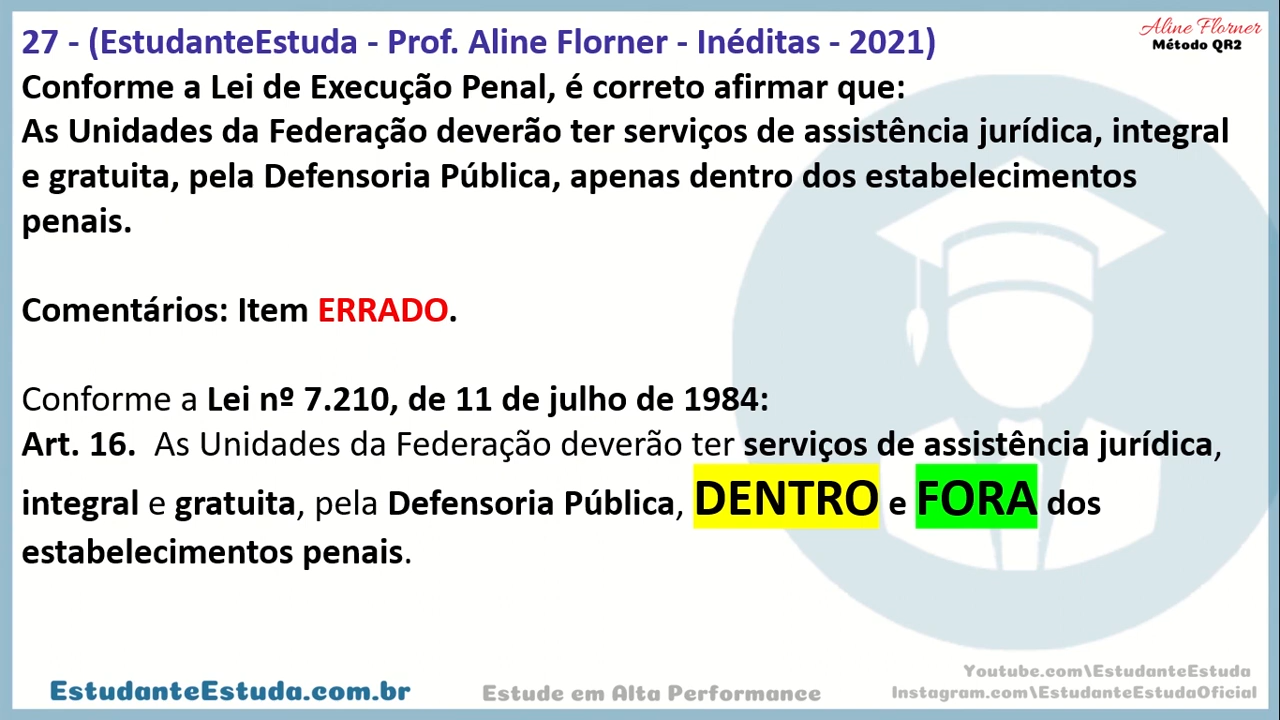 Aline Florner
Método QR2
27 - (EstudanteEstuda - Prof. Aline Florner - Inéditas - 2021)
Conforme a Lei de Execução Penal, é correto afirmar que:
As Unidades da Federação deverão ter serviços de assistência jurídica, integral
e gratuita, pela Defensoria Pública, apenas dentro dos estabelecimentos
penais.
Comentários: Item ERRADO.
Conforme a Lei nº 7.210, de 11 de julho de 1984:
Art. 16. As Unidades da Federação deverão ter serviços de assistência jurídica,
integral e gratuita, pela Defensoria Pública, DENTRO e FORA dos
estabelecimentos penais.
EstudanteEstuda.com.br
Estude em Alta Performance
Youtube.com\EstudanteEstuda
Instagram.com\EstudanteEstudaOficial